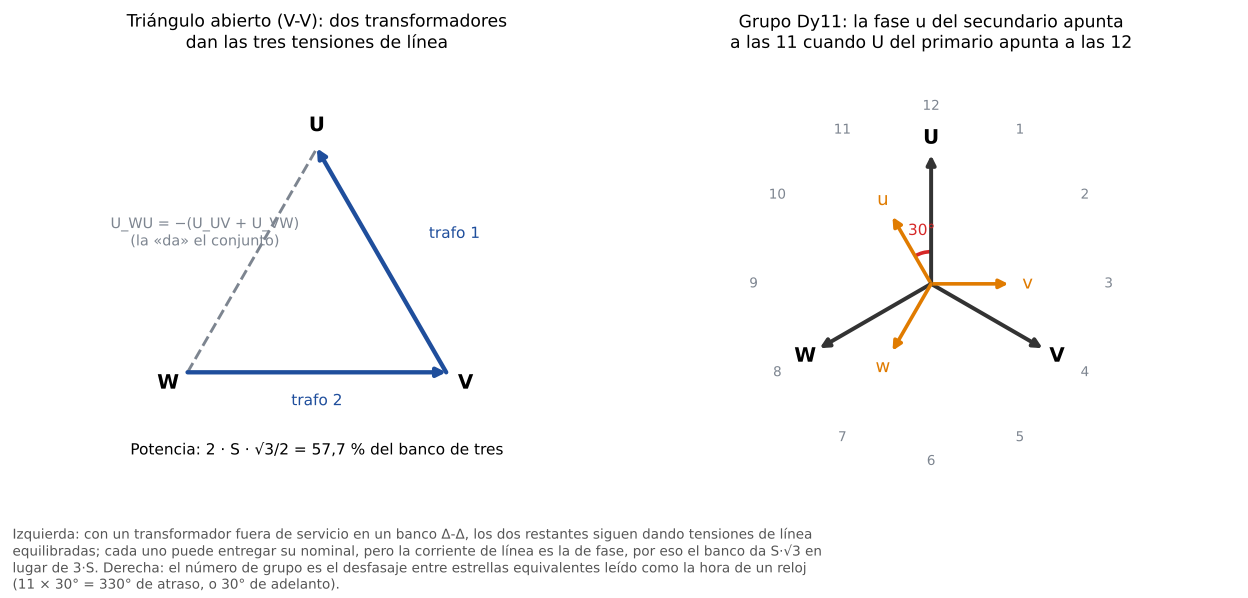 Triángulo abierto (V-V): dos transformadores
dan las tres tensiones de línea
U
U_WU = −(U_UV + U_VW)
(la «da» el conjunto)
trafo 1
W
V
trafo 2
Potencia: 2 · S · √3/2 = 57,7 % del banco de tres
Grupo Dy11: la fase u del secundario apunta
a las 11 cuando U del primario apunta a las 12
12
11
1
U
10
2
u
30°
9
v
3
W
V
w
8
4
7
5
6
Izquierda: con un transformador fuera de servicio en un banco Δ-Δ, los dos restantes siguen dando tensiones de línea
equilibradas; cada uno puede entregar su nominal, pero la corriente de línea es la de fase, por eso el banco da S·√3 en
lugar de 3·S. Derecha: el número de grupo es el desfasaje entre estrellas equivalentes leído como la hora de un reloj
(11 × 30° = 330° de atraso, o 30° de adelanto).